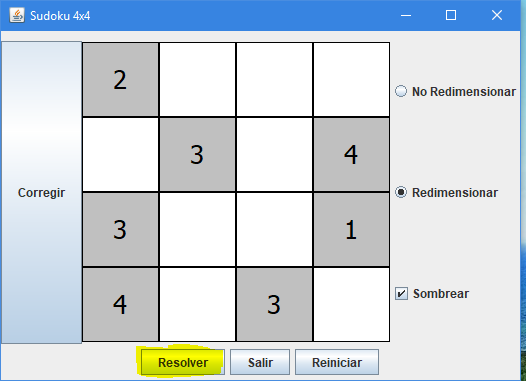 Sudoku 4x4
2
No Redimensionar
3 4
Corregir
Redimensionar
3 1
4 3
Sombrear
Resolver Salir Reiniciar